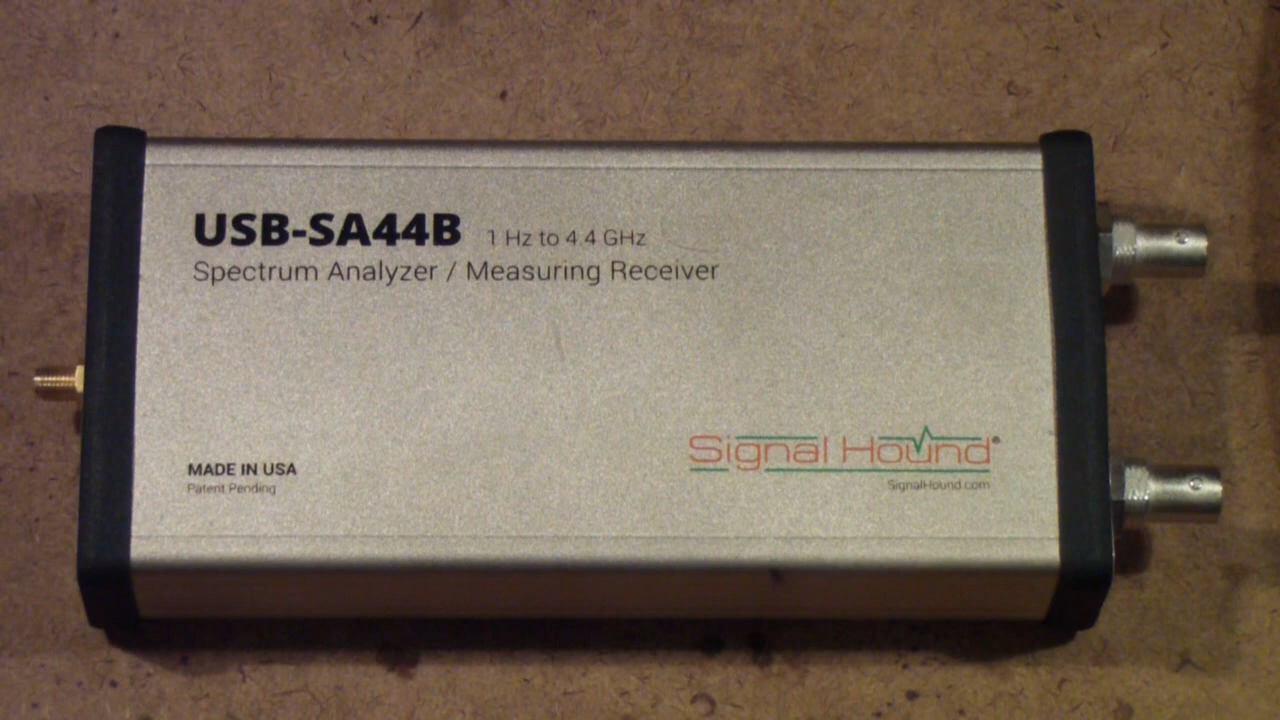 USB-SA44B 1 Hz to 4.4 GHz
Spectrum Analyzer / Measuring Receiver
MADE IN USA
Patent Pending
Signal Hound®
SignalHound.com